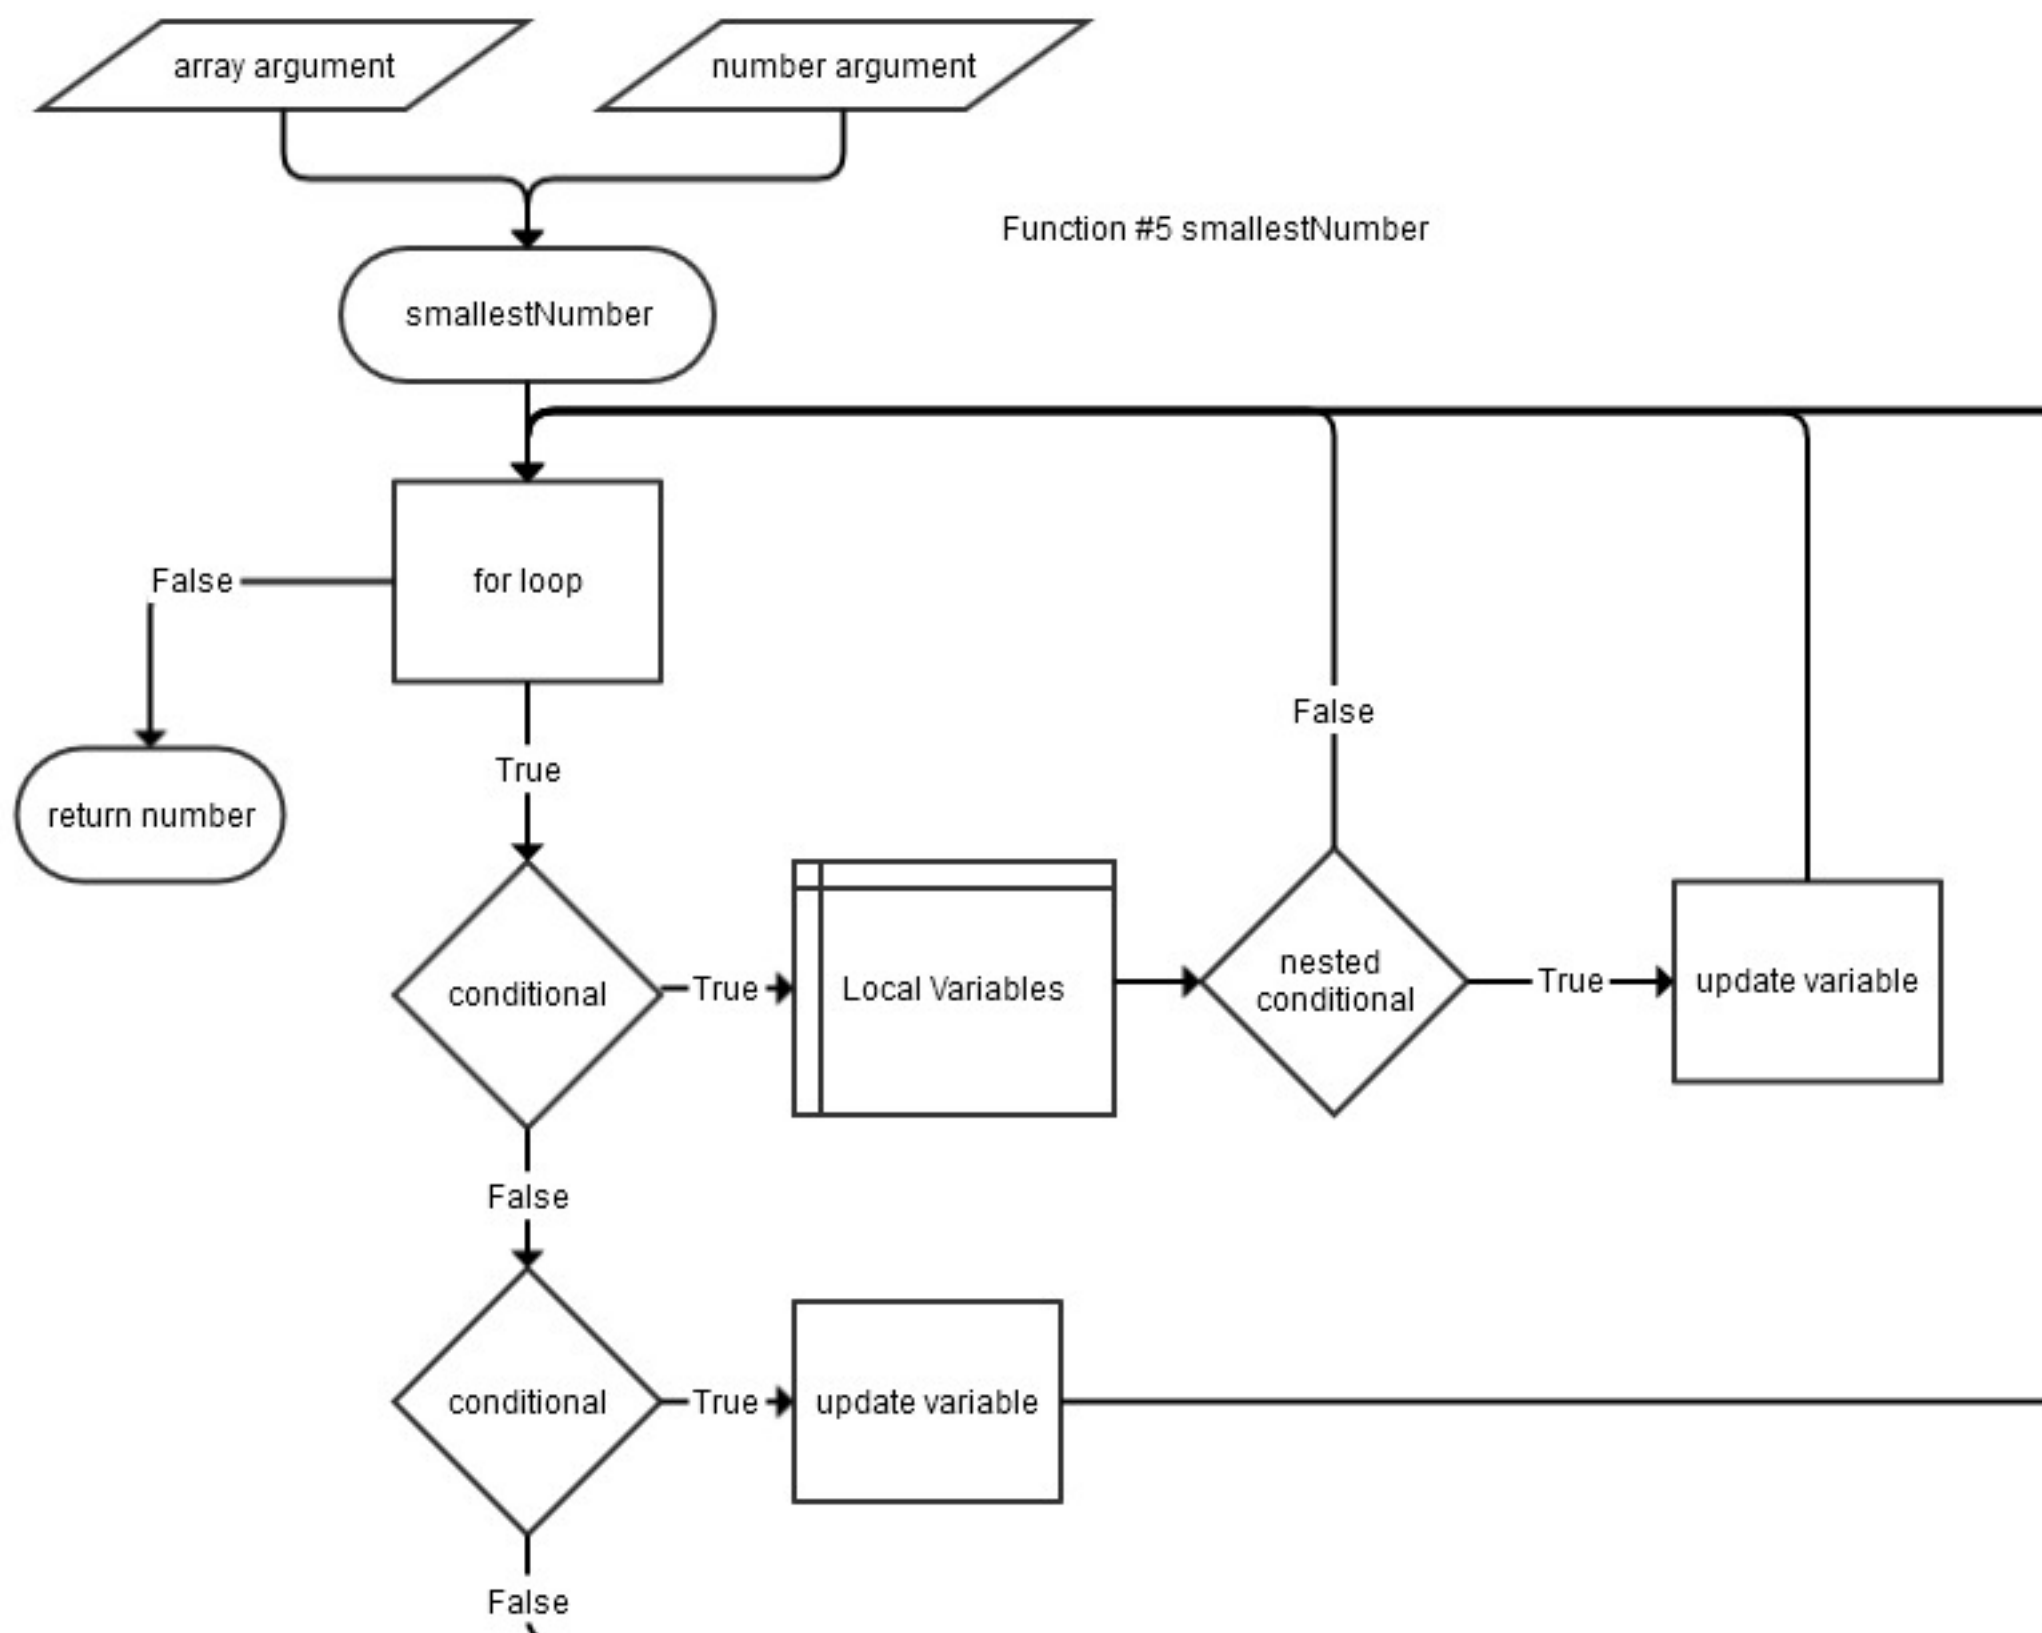 array argument
number argument
Function #5 smallestNumber
smallestNumber
for loop
False
True
False
return number
conditional
True
Local Variables
nested
conditional
True
update variable
False
conditional
True
update variable
False